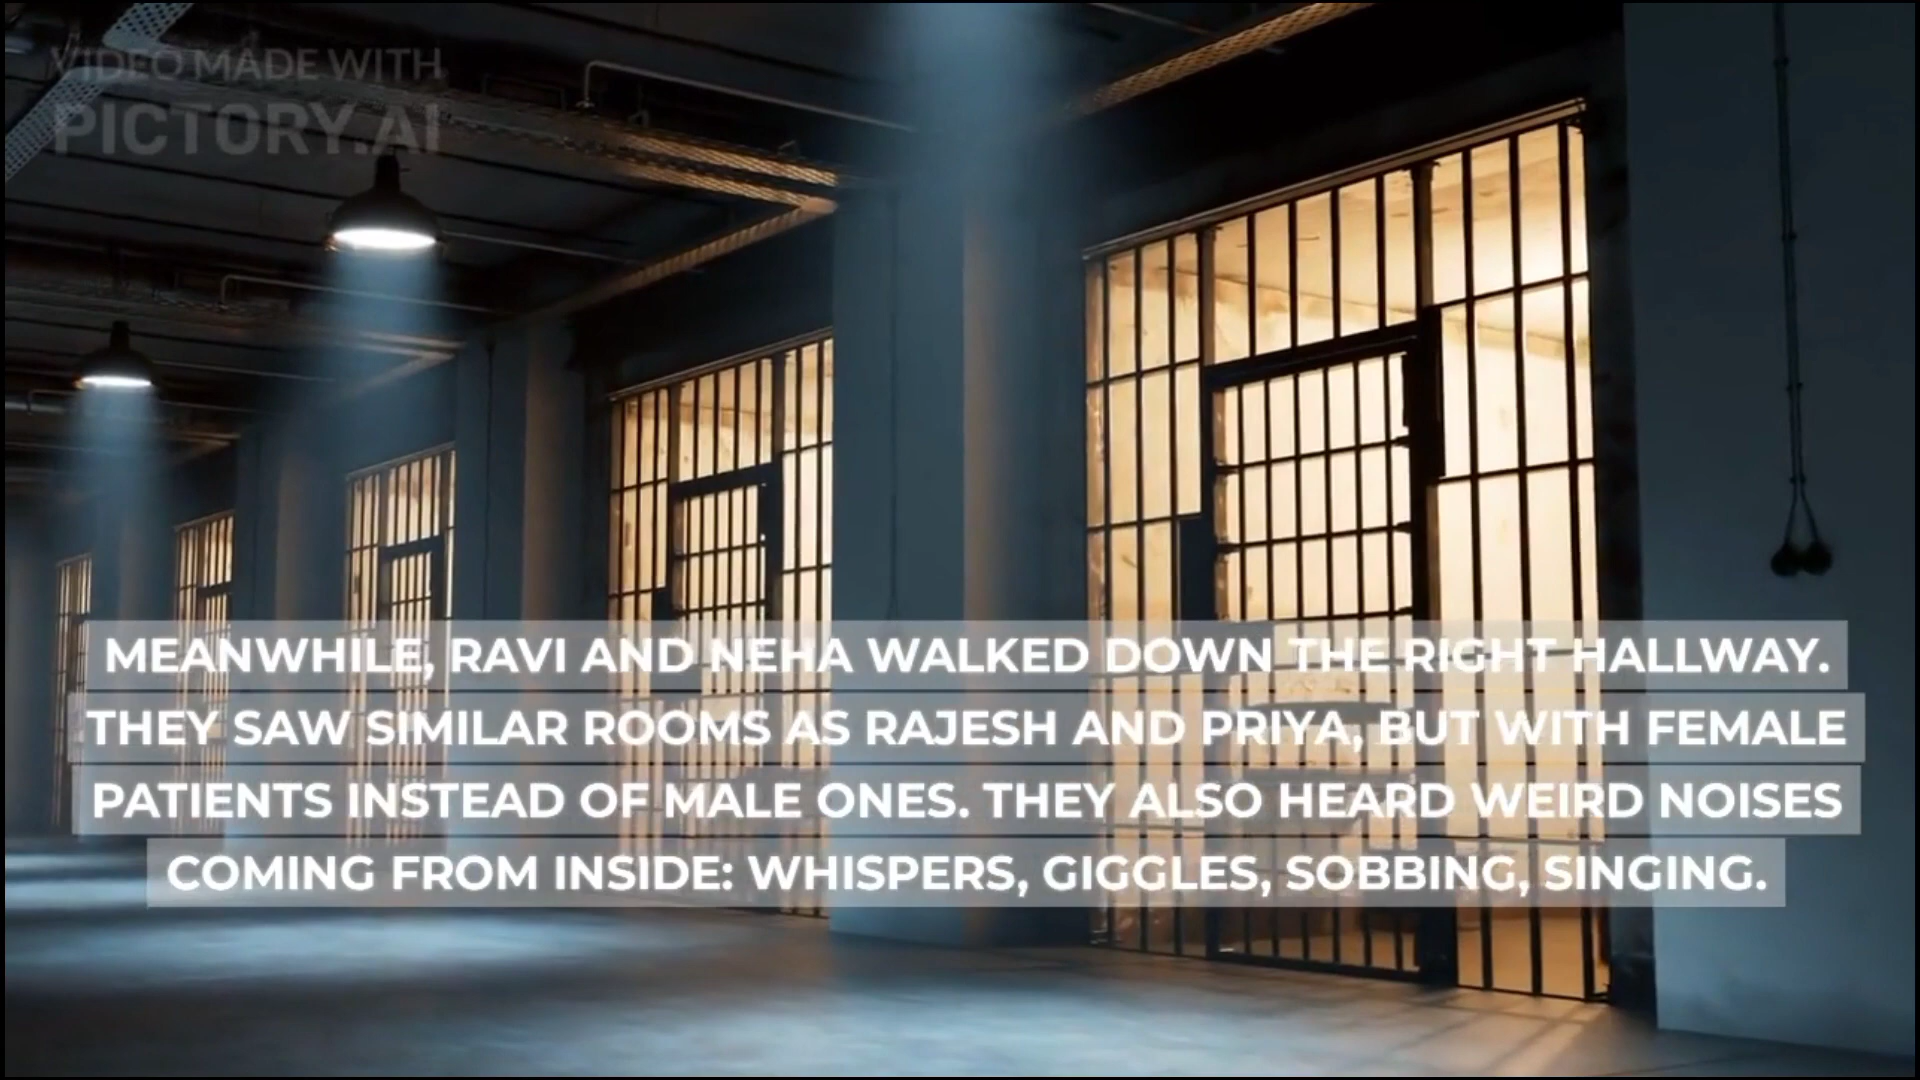 VIDEO MADE WITH
PICTORY.AI
MEANWHILE, RAVI AND NEHA WALKED DOWN THE RIGHT HALLWAY.
THEY SAW SIMILAR ROOMS AS RAJESH AND PRIYA, BUT WITH FEMALE
PATIENTS INSTEAD OF MALE ONES. THEY ALSO HEARD WEIRD NOISES
COMING FROM INSIDE: WHISPERS, GIGGLES, SOBBING, SINGING.